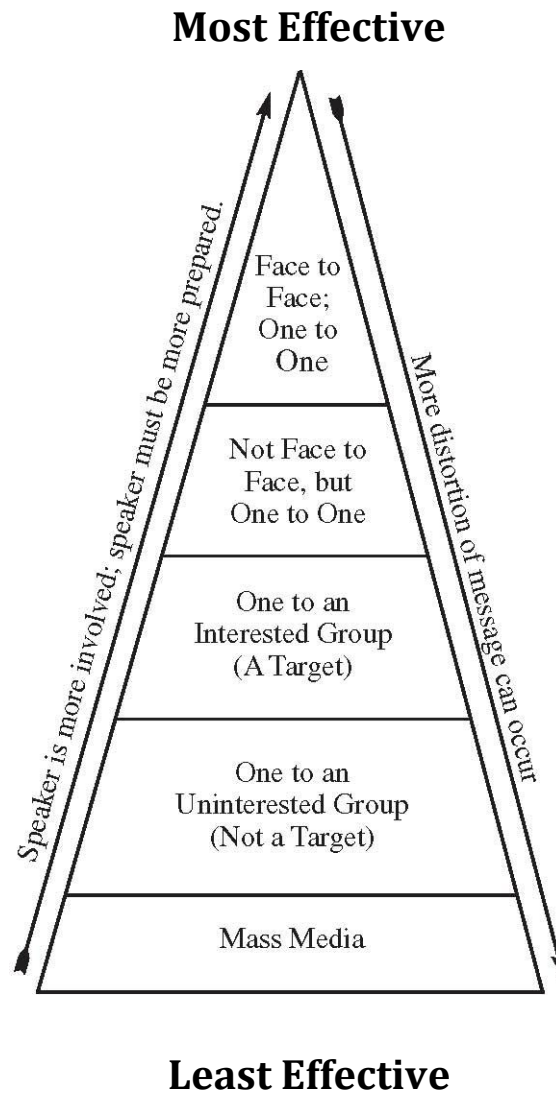 Most Effective
Speaker is more involved; speaker must be more prepared.
Face to
Face;
One to
One
Not Face to
Face, but
One to One
One to an
Interested Group
(A Target)
One to an
Uninterested Group
(Not a Target)
Mass Media
More distortion of message can occur
Least Effective